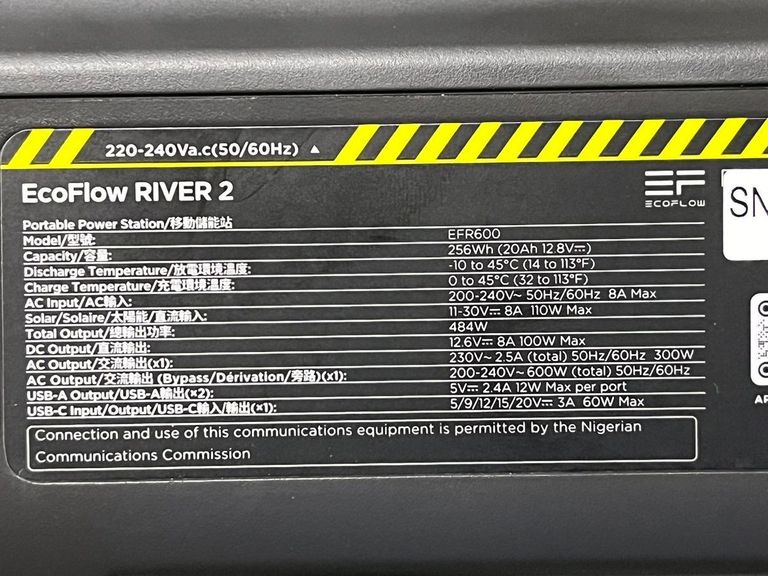 220-240Va.c(50/60Hz) ▲
EcoFlow RIVER 2
EF
ECOFLOW
SN
Portable Power Station/移動儲能站
Model/型號: EFR600
Capacity/容量: 256Wh (20Ah 12.8V⎓)
Discharge Temperature/放電環境溫度: -10 to 45°C (14 to 113°F)
Charge Temperature/充電環境溫度: 0 to 45°C (32 to 113°F)
AC Input/AC輸入: 200-240V~ 50Hz/60Hz 8A Max
Solar/Solaire/太陽能/直流輸入: 11-30V⎓ 8A 110W Max
Total Output/總輸出功率: 484W
DC Output/直流輸出: 12.6V⎓ 8A 100W Max
AC Output/交流輸出(x1): 230V~ 2.5A (total) 50Hz/60Hz 300W
AC Output/交流輸出 (Bypass/Dérivation/旁路)(x1): 200-240V~ 600W (total) 50Hz/60Hz
USB-A Output/USB-A輸出(×2): 5V⎓ 2.4A 12W Max per port
USB-C Input/Output/USB-C輸入/輸出(×1): 5/9/12/15/20V⎓ 3A 60W Max
Connection and use of this communications equipment is permitted by the Nigerian
Communications Commission